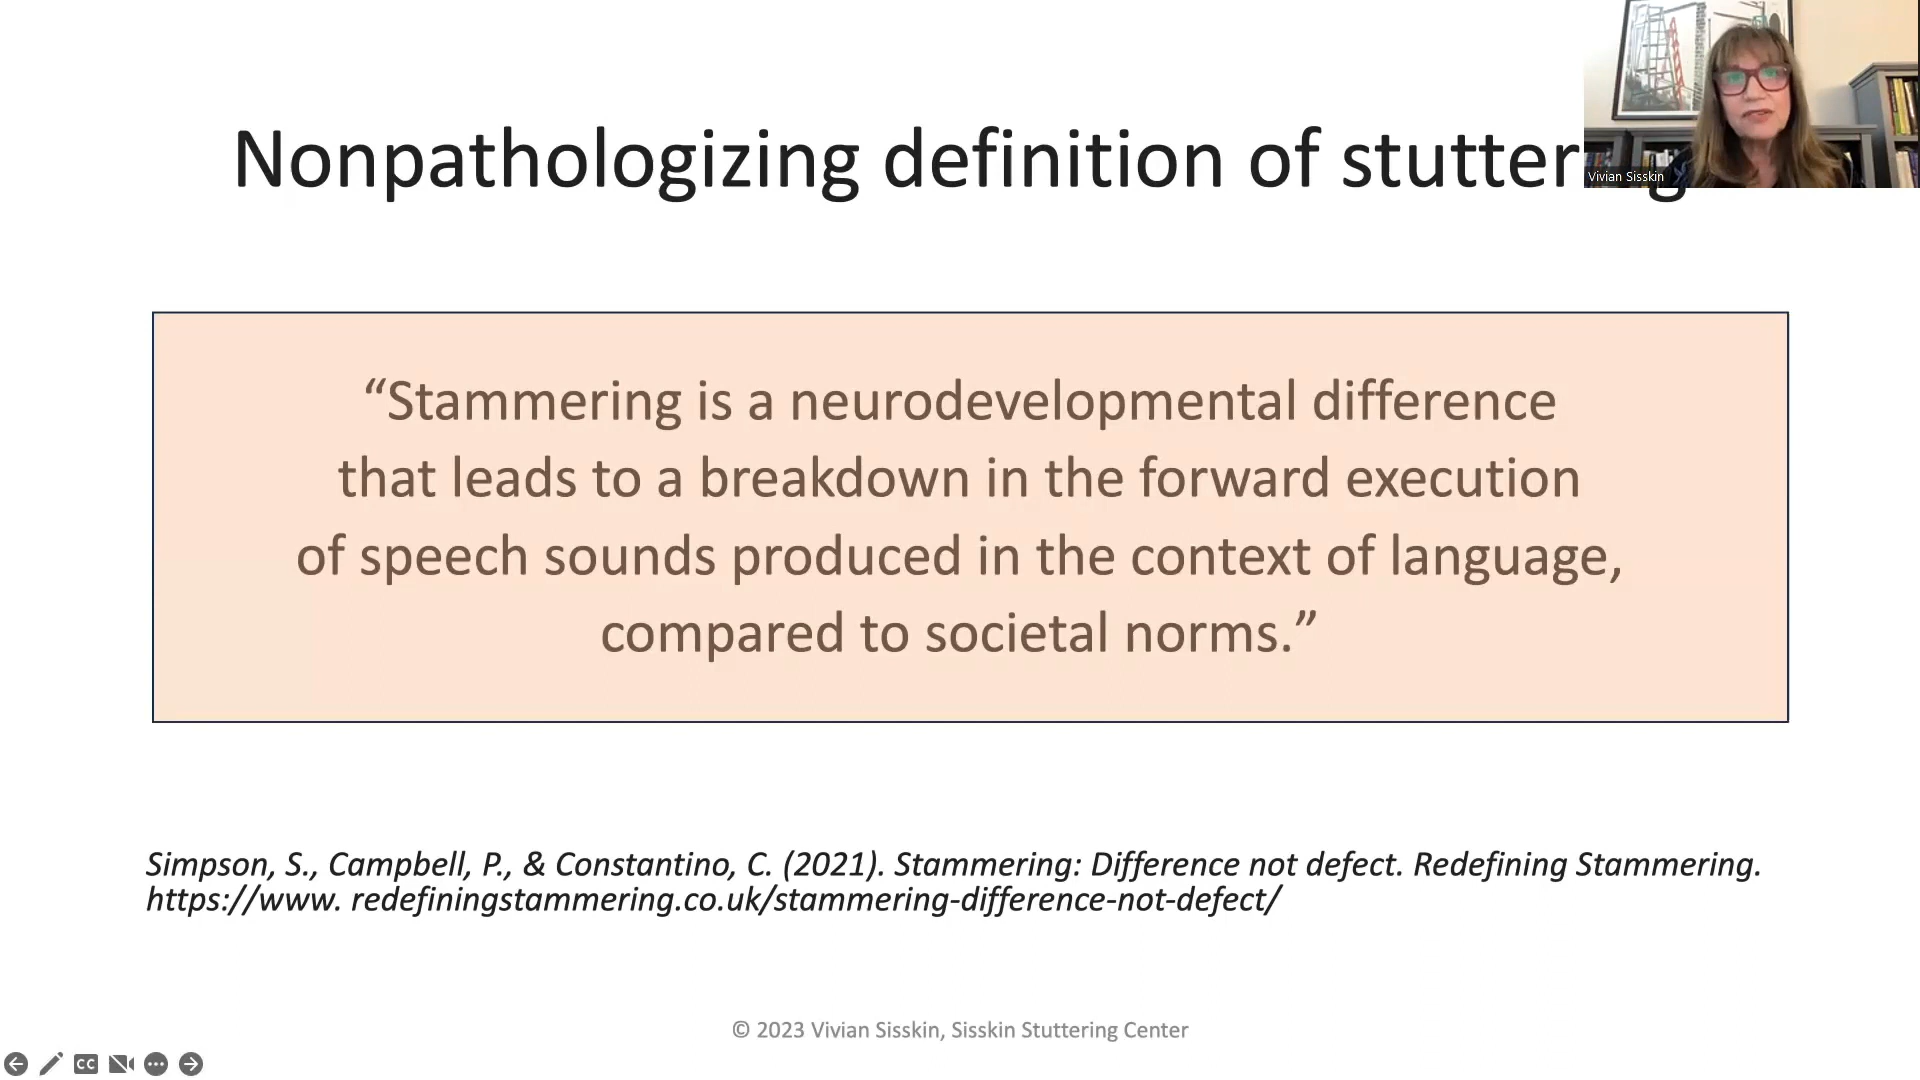 Nonpathologizing definition of stutter
Vivian Sisskin
“Stammering is a neurodevelopmental difference
that leads to a breakdown in the forward execution
of speech sounds produced in the context of language,
compared to societal norms.”
Simpson, S., Campbell, P., & Constantino, C. (2021). Stammering: Difference not defect. Redefining Stammering.
https://www. redefiningstammering.co.uk/stammering-difference-not-defect/
© 2023 Vivian Sisskin, Sisskin Stuttering Center
CC